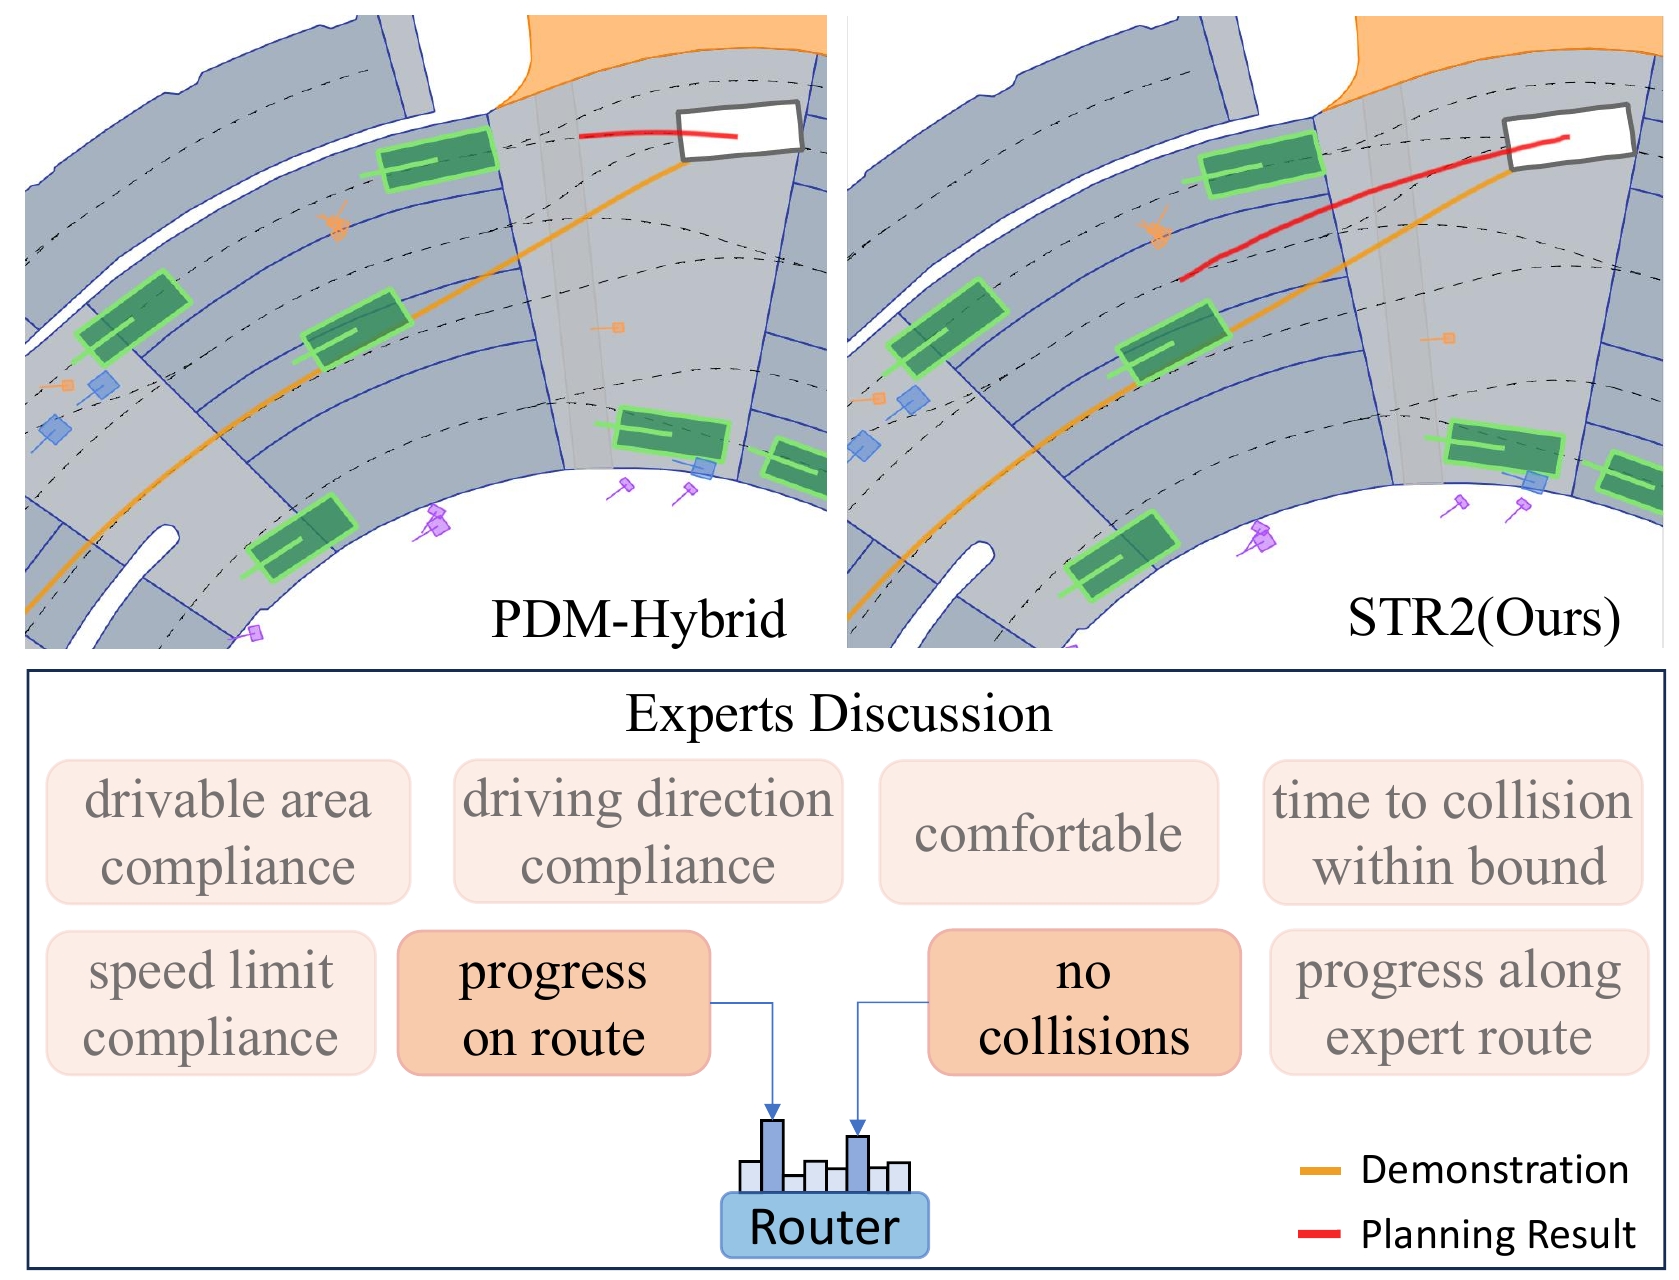 PDM-Hybrid
STR2(Ours)
Experts Discussion
drivable area
compliance
driving direction
compliance
comfortable
time to collision
within bound
speed limit
compliance
progress
on route
no
collisions
progress along
expert route
Router
Demonstration
Planning Result